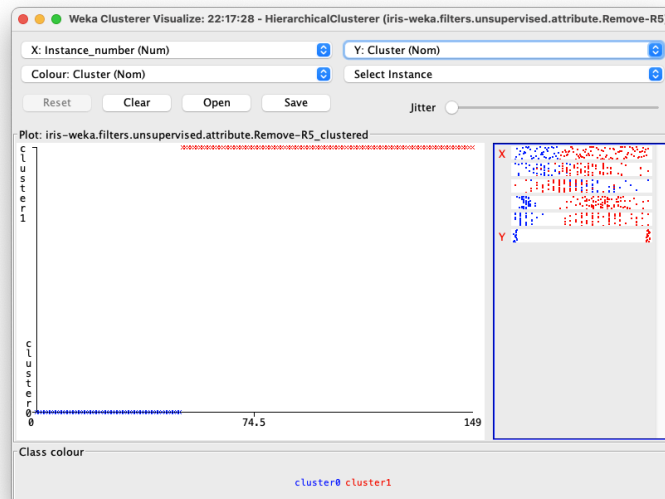 Weka Clusterer Visualize: 22:17:28 - HierarchicalClusterer (iris-weka.filters.unsupervised.attribute.Remove-R5)
X: Instance_number (Num)
Y: Cluster (Nom)
Colour: Cluster (Nom)
Select Instance
Reset
Clear
Open
Save
Jitter
Plot: iris-weka.filters.unsupervised.attribute.Remove-R5_clustered
cluster1
cluster0
0
74.5
149
X
Y
Class colour
cluster0 cluster1